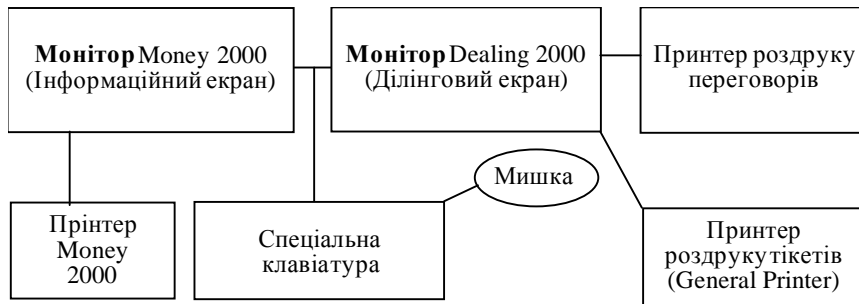 Монітор Money 2000
(Інформаційний екран)
Монітор Dealing 2000
(Ділінговий екран)
Принтер роздруку
переговорів
Мишка
Прінтер
Money
2000
Спеціальна
клавіатура
Принтер
роздруку тікетів
(General Printer)